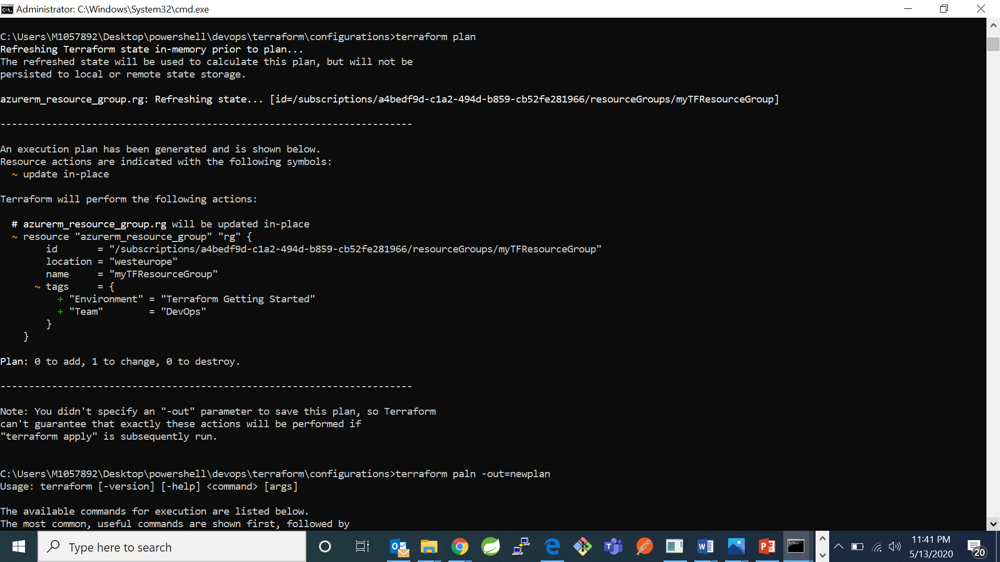 Administrator: C:\Windows\System32\cmd.exe
C:\Users\M1057892\Desktop\powershell\devops\terraform\configurations>terraform plan
Refreshing Terraform state in-memory prior to plan...
The refreshed state will be used to calculate this plan, but will not be
persisted to local or remote state storage.
azurerm_resource_group.rg: Refreshing state... [id=/subscriptions/a4bedf9d-c1a2-494d-b859-cb52fe281966/resourceGroups/myTFResourceGroup]
------------------------------------------------------------------------
An execution plan has been generated and is shown below.
Resource actions are indicated with the following symbols:
  ~ update in-place
Terraform will perform the following actions:
  # azurerm_resource_group.rg will be updated in-place
  ~ resource "azurerm_resource_group" "rg" {
        id       = "/subscriptions/a4bedf9d-c1a2-494d-b859-cb52fe281966/resourceGroups/myTFResourceGroup"
        location = "westeurope"
        name     = "myTFResourceGroup"
      ~ tags     = {
          + "Environment" = "Terraform Getting Started"
          + "Team"        = "DevOps"
        }
    }
Plan: 0 to add, 1 to change, 0 to destroy.
------------------------------------------------------------------------
Note: You didn't specify an "-out" parameter to save this plan, so Terraform
can't guarantee that exactly these actions will be performed if
"terraform apply" is subsequently run.
C:\Users\M1057892\Desktop\powershell\devops\terraform\configurations>terraform paln -out=newplan
Usage: terraform [-version] [-help] <command> [args]
The available commands for execution are listed below.
The most common, useful commands are shown first, followed by
Type here to search
11:41 PM
5/13/2020
20